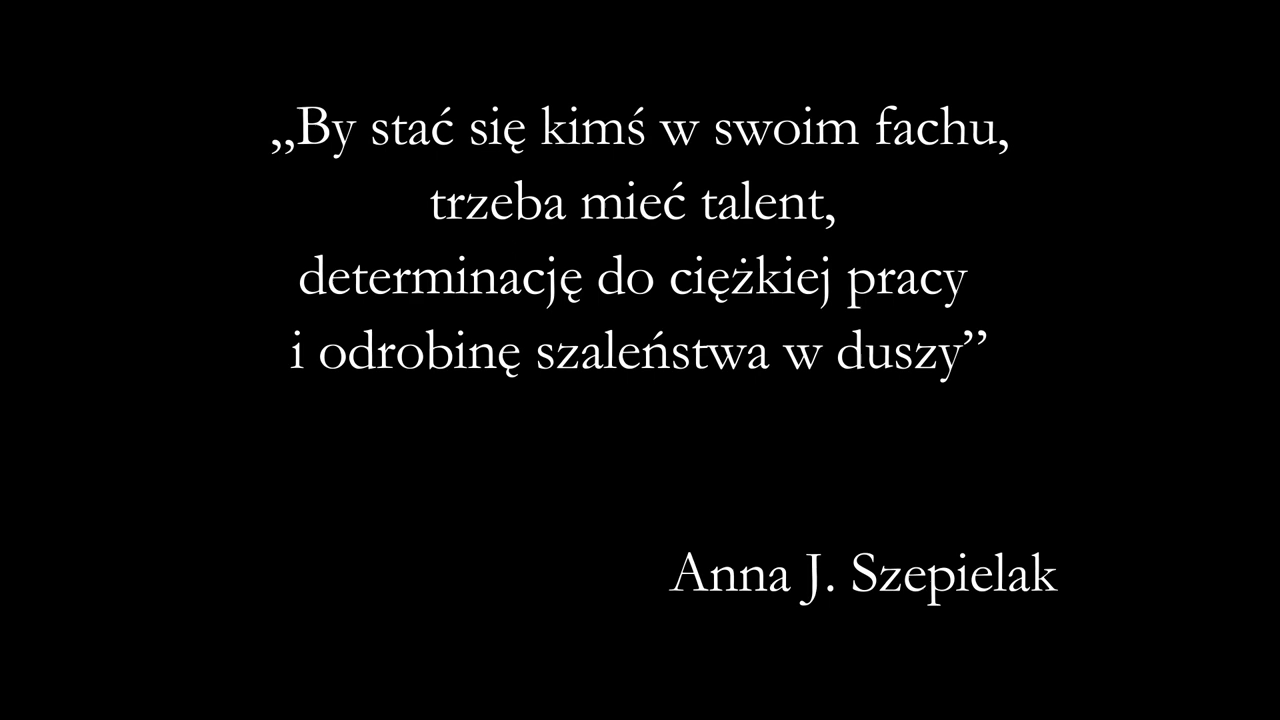 „By stać się kimś w swoim fachu,
trzeba mieć talent,
determinację do ciężkiej pracy
i odrobinę szaleństwa w duszy”
Anna J. Szepielak